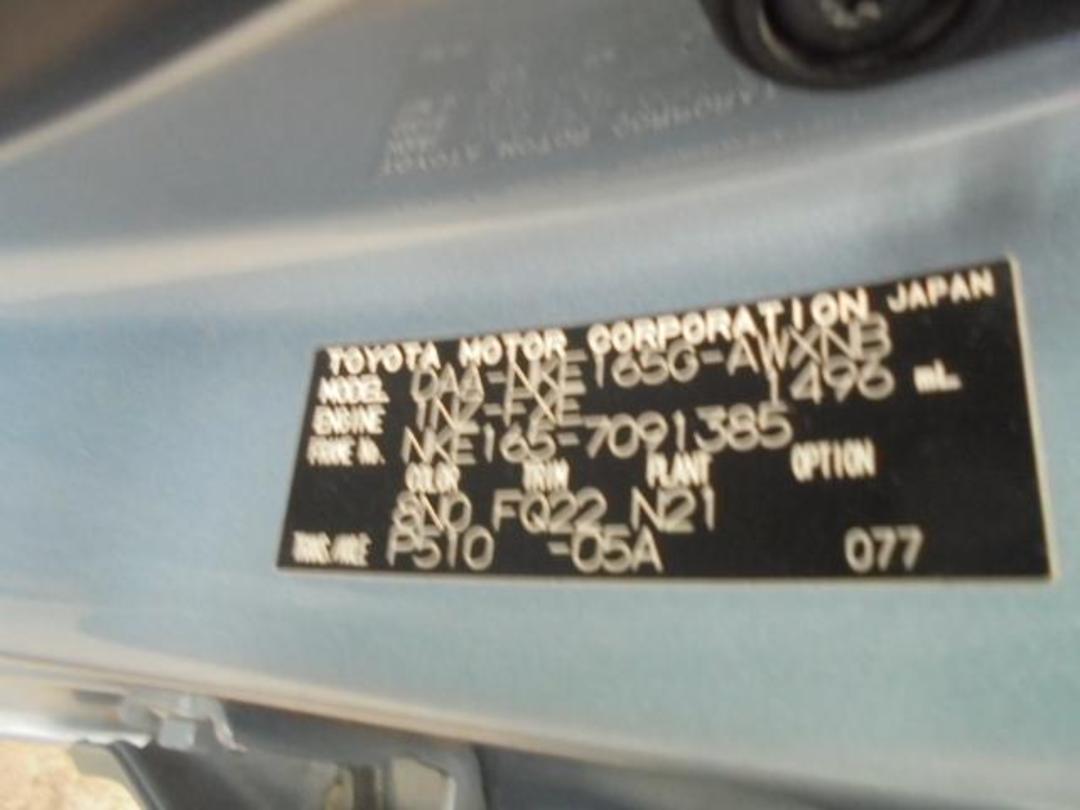 TOYOTA MOTOR CORPORATION JAPAN
MODEL DAA-NKE165G-AWXNB
ENGINE 1NZ-FXE 1496 mL
FRAME No. NKE165-7091385
COLOR TRIM PLANT OPTION
8N0 FQ22 N21
TRANS/AXLE P510 -05A 077